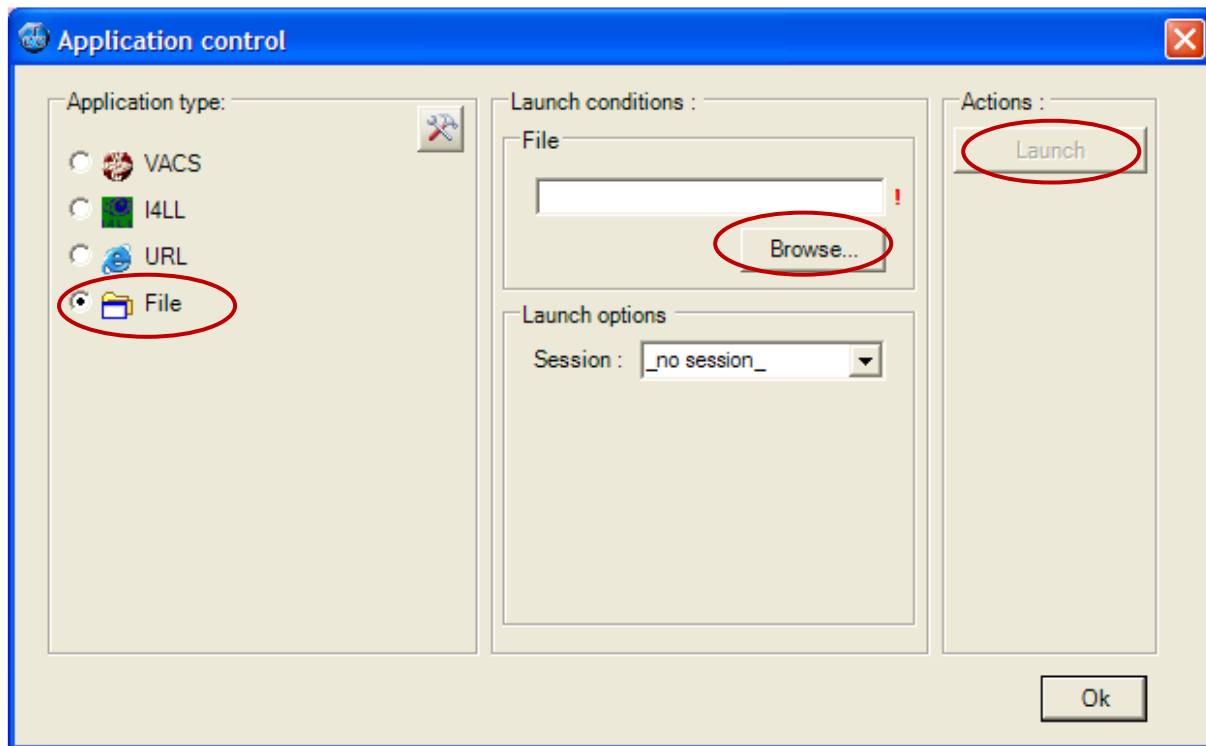 Application control
Application type:
VACS
I4LL
URL
File
Launch conditions :
File
!
Browse...
Launch options
Session : _no session_
Actions :
Launch
Ok